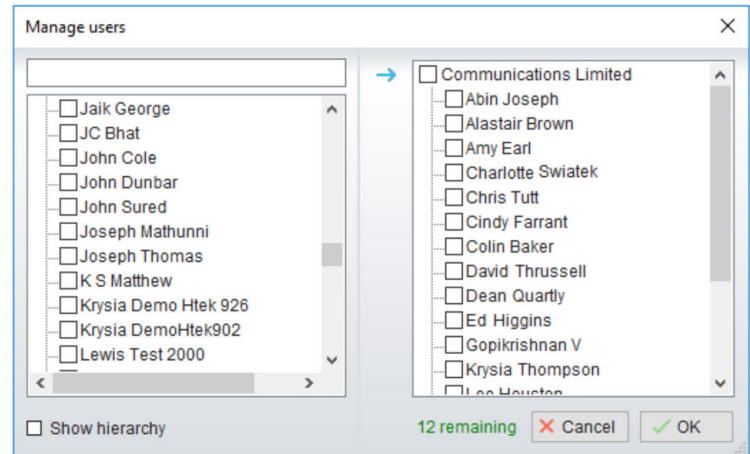 Manage users
Jaik George
JC Bhat
John Cole
John Dunbar
John Sured
Joseph Mathunni
Joseph Thomas
K S Matthew
Krysia Demo Htek 926
Krysia DemoHtek902
Lewis Test 2000
Show hierarchy
Communications Limited
Abin Joseph
Alastair Brown
Amy Earl
Charlotte Swiatek
Chris Tutt
Cindy Farrant
Colin Baker
David Thrussell
Dean Quartly
Ed Higgins
Gopikrishnan V
Krysia Thompson
12 remaining
Cancel
OK